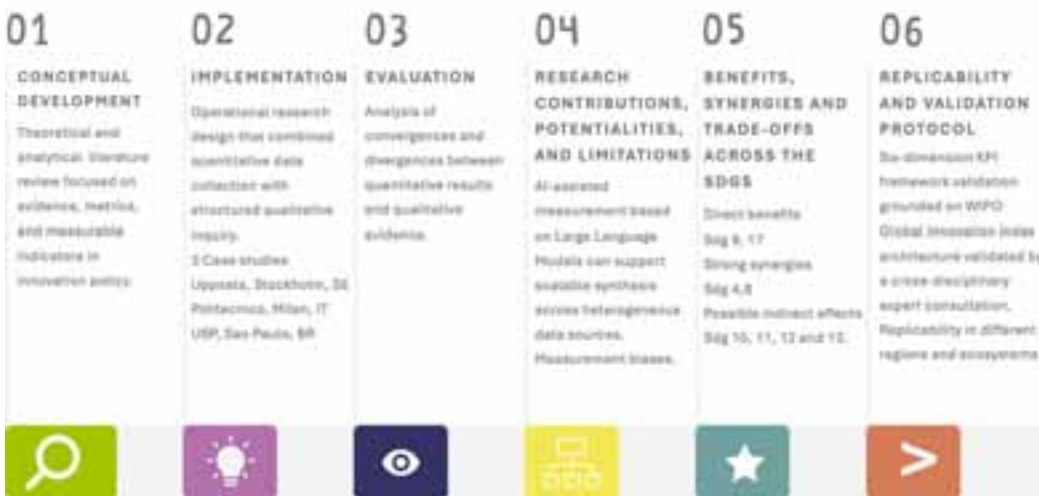 01
CONCEPTUAL
DEVELOPMENT
Theoretical and
analytical literature
review focused on
evidence, metrics,
and measurable
indicators in
innovation policy.
02
IMPLEMENTATION
Operational research
design that combined
quantitative data
collection with
structured qualitative
inquiry.
3 Case studies
Uppsala, Stockholm, SE
Politecnico, Milan, IT
USP, Sao Paulo, BR
03
EVALUATION
Analysis of
convergences and
divergences between
quantitative results
and qualitative
evidence.
04
RESEARCH
CONTRIBUTIONS,
POTENTIALITIES,
AND LIMITATIONS
AI-assisted
measurement based
on Large Language
Models can support
scalable synthesis
across heterogeneous
data sources.
Measurement biases.
05
BENEFITS,
SYNERGIES AND
TRADE-OFFS
ACROSS THE
SDGS
Direct benefits
Sdg 9, 17
Strong synergies
Sdg 4,8
Possible indirect effects
Sdg 10, 11, 12 and 13.
06
REPLICABILITY
AND VALIDATION
PROTOCOL
Six-dimension KPI
framework validation
grounded on WIPO
Global Innovation Index
architecture validated by
a cross-disciplinary
expert consultation.
Replicability in different
regions and ecosystems